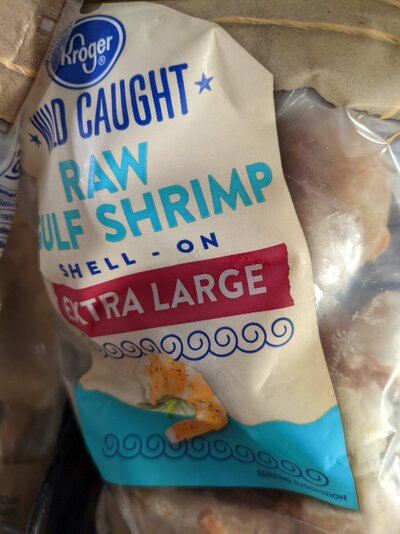 Kroger
WILD CAUGHT
RAW
GULF SHRIMP
SHELL - ON
EXTRA LARGE
SERVING SUGGESTION